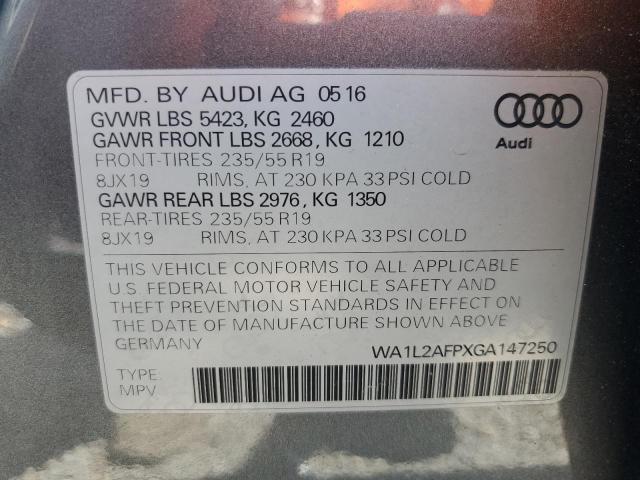 MFD. BY AUDI AG 0516
GVWR LBS 5423, KG 2460
GAWR FRONT LBS 2668, KG 1210
FRONT-TIRES 235/55 R19
8JX19 RIMS, AT 230 KPA 33 PSI COLD
GAWR REAR LBS 2976, KG 1350
REAR-TIRES 235/55 R19
8JX19 RIMS, AT 230 KPA 33 PSI COLD
Audi
THIS VEHICLE CONFORMS TO ALL APPLICABLE
U.S. FEDERAL MOTOR VEHICLE SAFETY AND
THEFT PREVENTION STANDARDS IN EFFECT ON
THE DATE OF MANUFACTURE SHOWN ABOVE
GERMANY
WA1L2AFPXGA147250
TYPE:
MPV